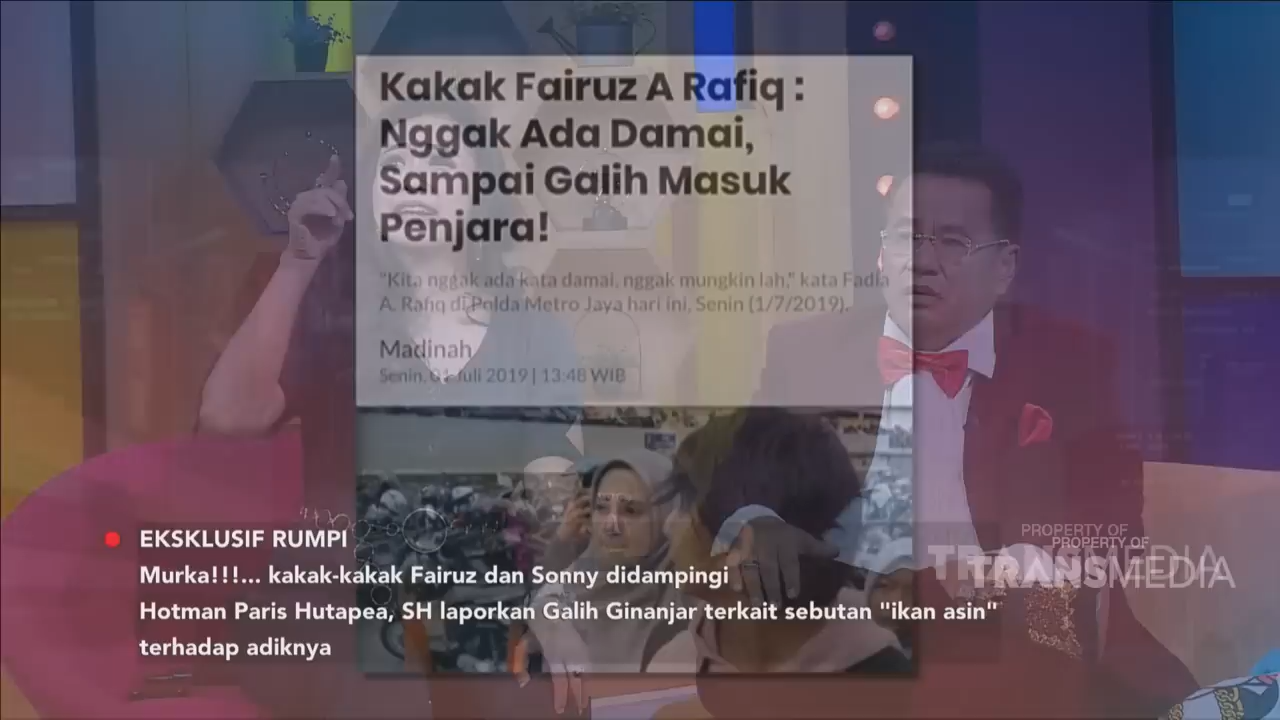 Kakak Fairuz A Rafiq :
Nggak Ada Damai,
Sampai Galih Masuk
Penjara!
"Kita nggak ada kata damai, nggak mungkin lah," kata Fadia
A. Rafiq di Polda Metro Jaya hari ini, Senin (1/7/2019).
Madinah
Senin, 01 Juli 2019 | 13:48 WIB
EKSKLUSIF RUMPI
Murka!!!... kakak-kakak Fairuz dan Sonny didampingi
Hotman Paris Hutapea, SH laporkan Galih Ginanjar terkait sebutan "ikan asin"
terhadap adiknya
PROPERTY OF
PROPERTY OF
TRANSMEDIA
TRANSMEDIA